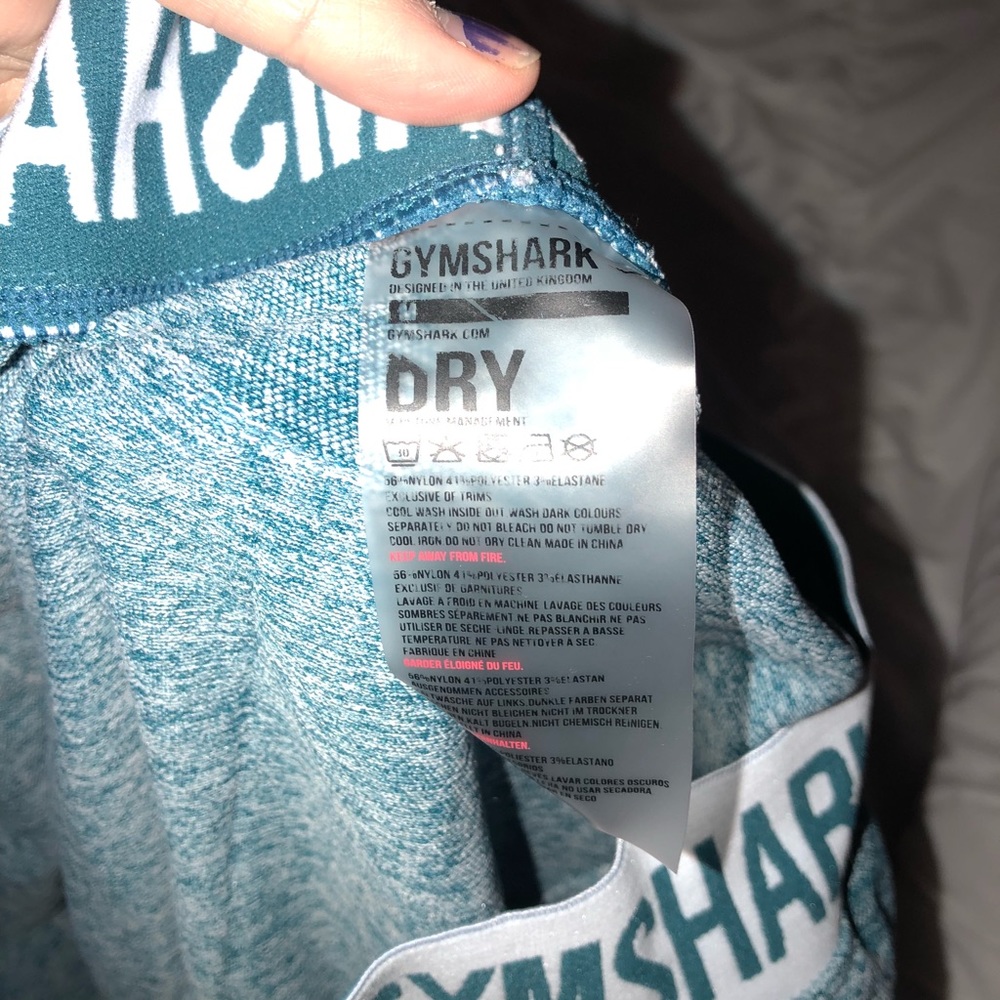 GYMSHARK
DESIGNED IN THE UNITED KINGDOM
GYMSHARK.COM
DRY
MANAGEMENT
30
56%NYLON 41%POLYESTER 3%ELASTANE
EXCLUSIVE OF TRIMS
COOL WASH INSIDE OUT WASH DARK COLOURS
SEPARATELY DO NOT BLEACH DO NOT TUMBLE DRY
COOL IRON DO NOT DRY CLEAN MADE IN CHINA
KEEP AWAY FROM FIRE.
56%NYLON 41%POLYESTER 3%ELASTHANNE
EXCLUSIF DE GARNITURES
LAVAGE A FROID EN MACHINE LAVAGE DES COULEURS
SOMBRES SÉPAREMENT.NE PAS BLANCHIR NE PAS
UTILISER DE SECHE-LINGE REPASSER A BASSE
TEMPERATURE NE PAS NETTOYER A SEC
FABRIQUE EN CHINE
GARDER ÉLOIGNÉ DU FEU.
56%NYLON 41%POLYESTER 3%ELASTAN
AUSGENOMMEN ACCESSOIRES
AUF LINKS DUNKLE FARBEN SEPARAT
NICHT BLEICHEN NICHT IM TROCKNER
KALT BUGELN NICHT CHEMISCH REINIGEN.
IN CHINA
3%ELASTANO
LAVAR COLORES OSCUROS
NO USAR SECADORA
EN SECO
GYMSHARK